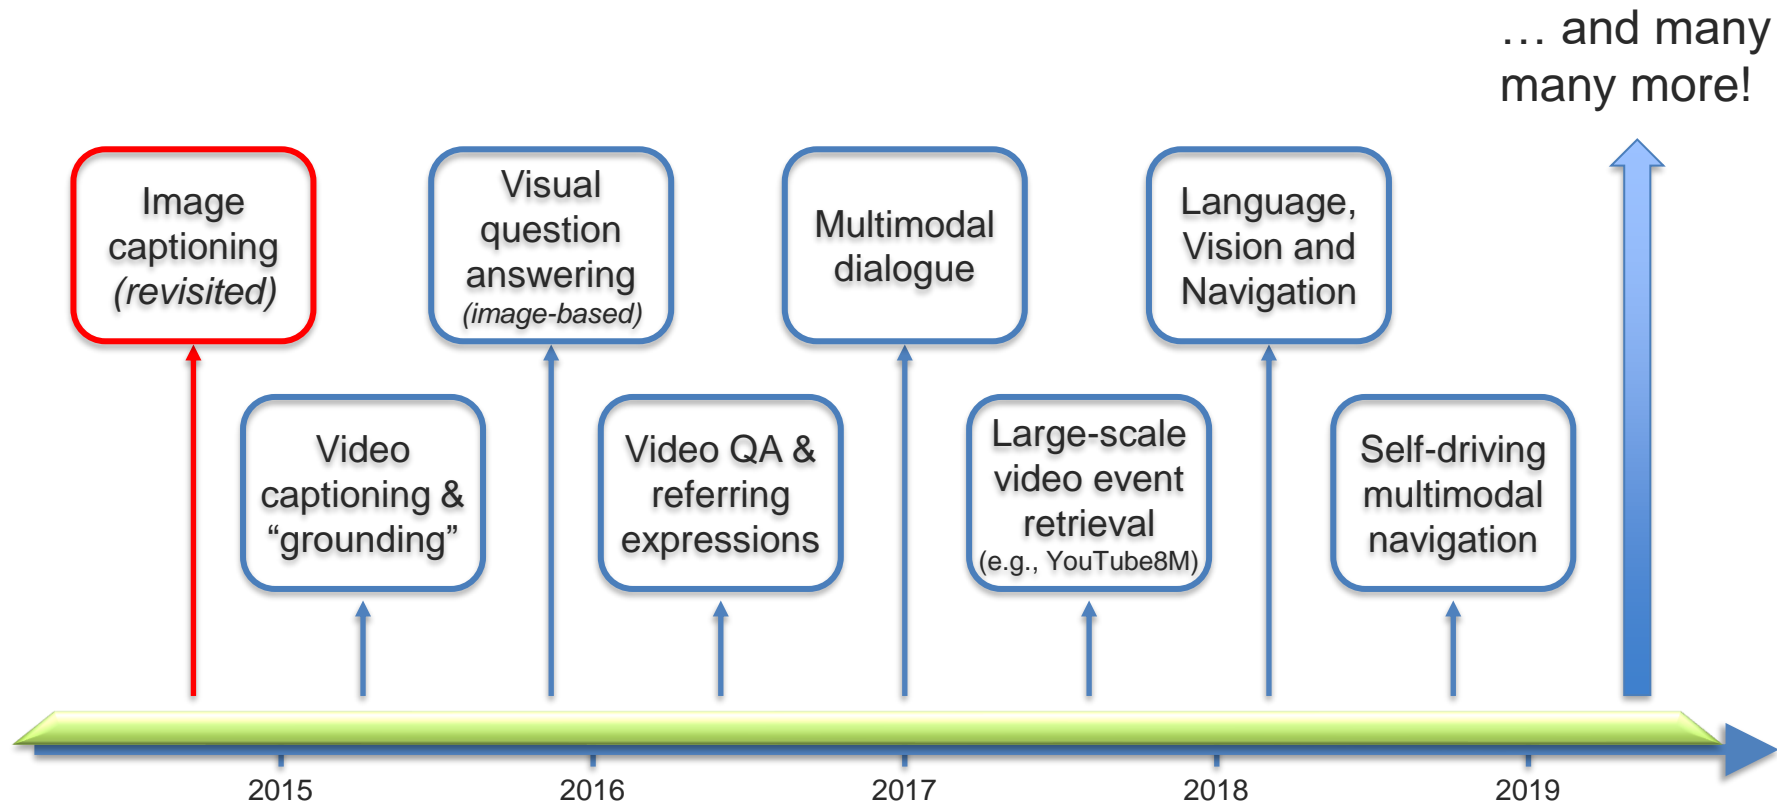 … and many
many more!
Image
captioning
(revisited)
Visual
question
answering
(image-based)
Multimodal
dialogue
Language,
Vision and
Navigation
Video
captioning &
“grounding”
Video QA &
referring
expressions
Large-scale
video event
retrieval
(e.g., YouTube8M)
Self-driving
multimodal
navigation
2015
2016
2017
2018
2019